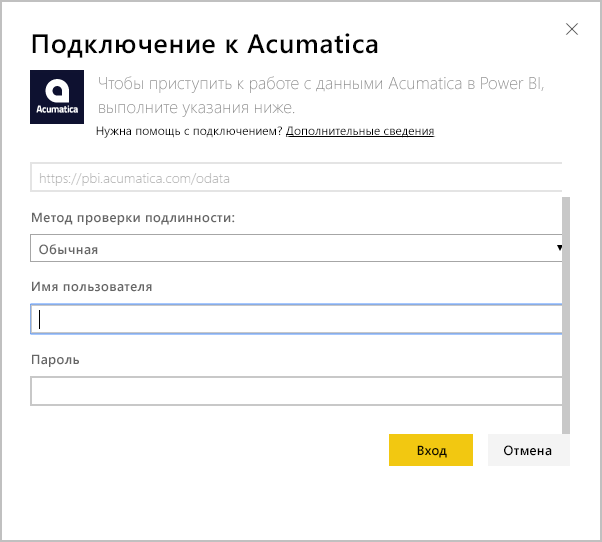 Подключение к Acumatica
Acumatica
Чтобы приступить к работе с данными Acumatica в Power BI,
выполните указания ниже.
Нужна помощь с подключением? Дополнительные сведения
https://pbi.acumatica.com/odata
Метод проверки подлинности:
Обычная
Имя пользователя
Пароль
Вход
Отмена